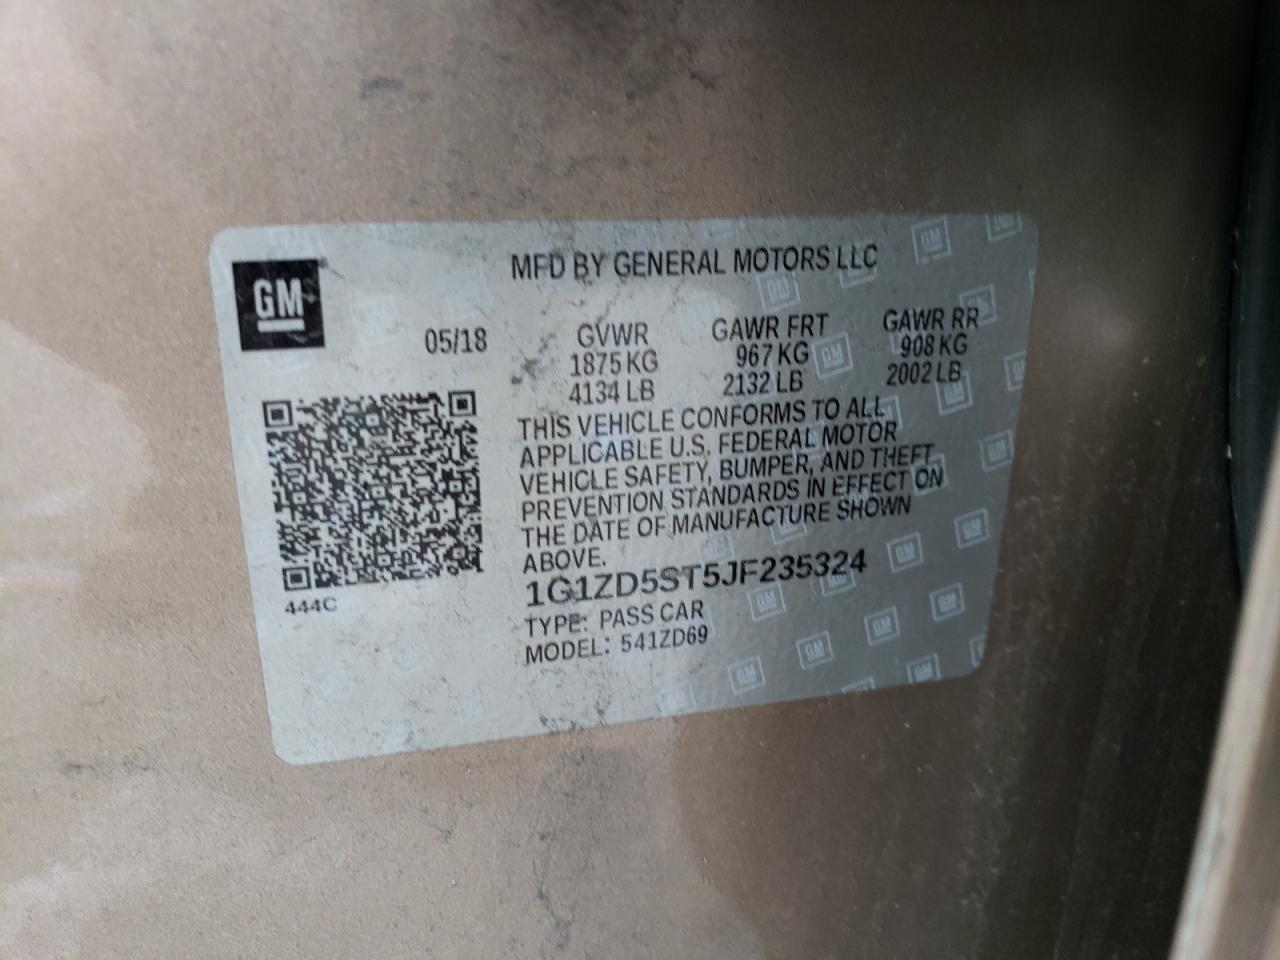 GM
MFD BY GENERAL MOTORS LLC
05/18
GVWR
1875 KG
4134 LB
GAWR FRT
967 KG
2132 LB
GAWR RR
908 KG
2002 LB
THIS VEHICLE CONFORMS TO ALL
APPLICABLE U.S. FEDERAL MOTOR
VEHICLE SAFETY, BUMPER, AND THEFT
PREVENTION STANDARDS IN EFFECT ON
THE DATE OF MANUFACTURE SHOWN
ABOVE.
1G1ZD5ST5JF235324
TYPE: PASS CAR
MODEL: 541ZD69
444C